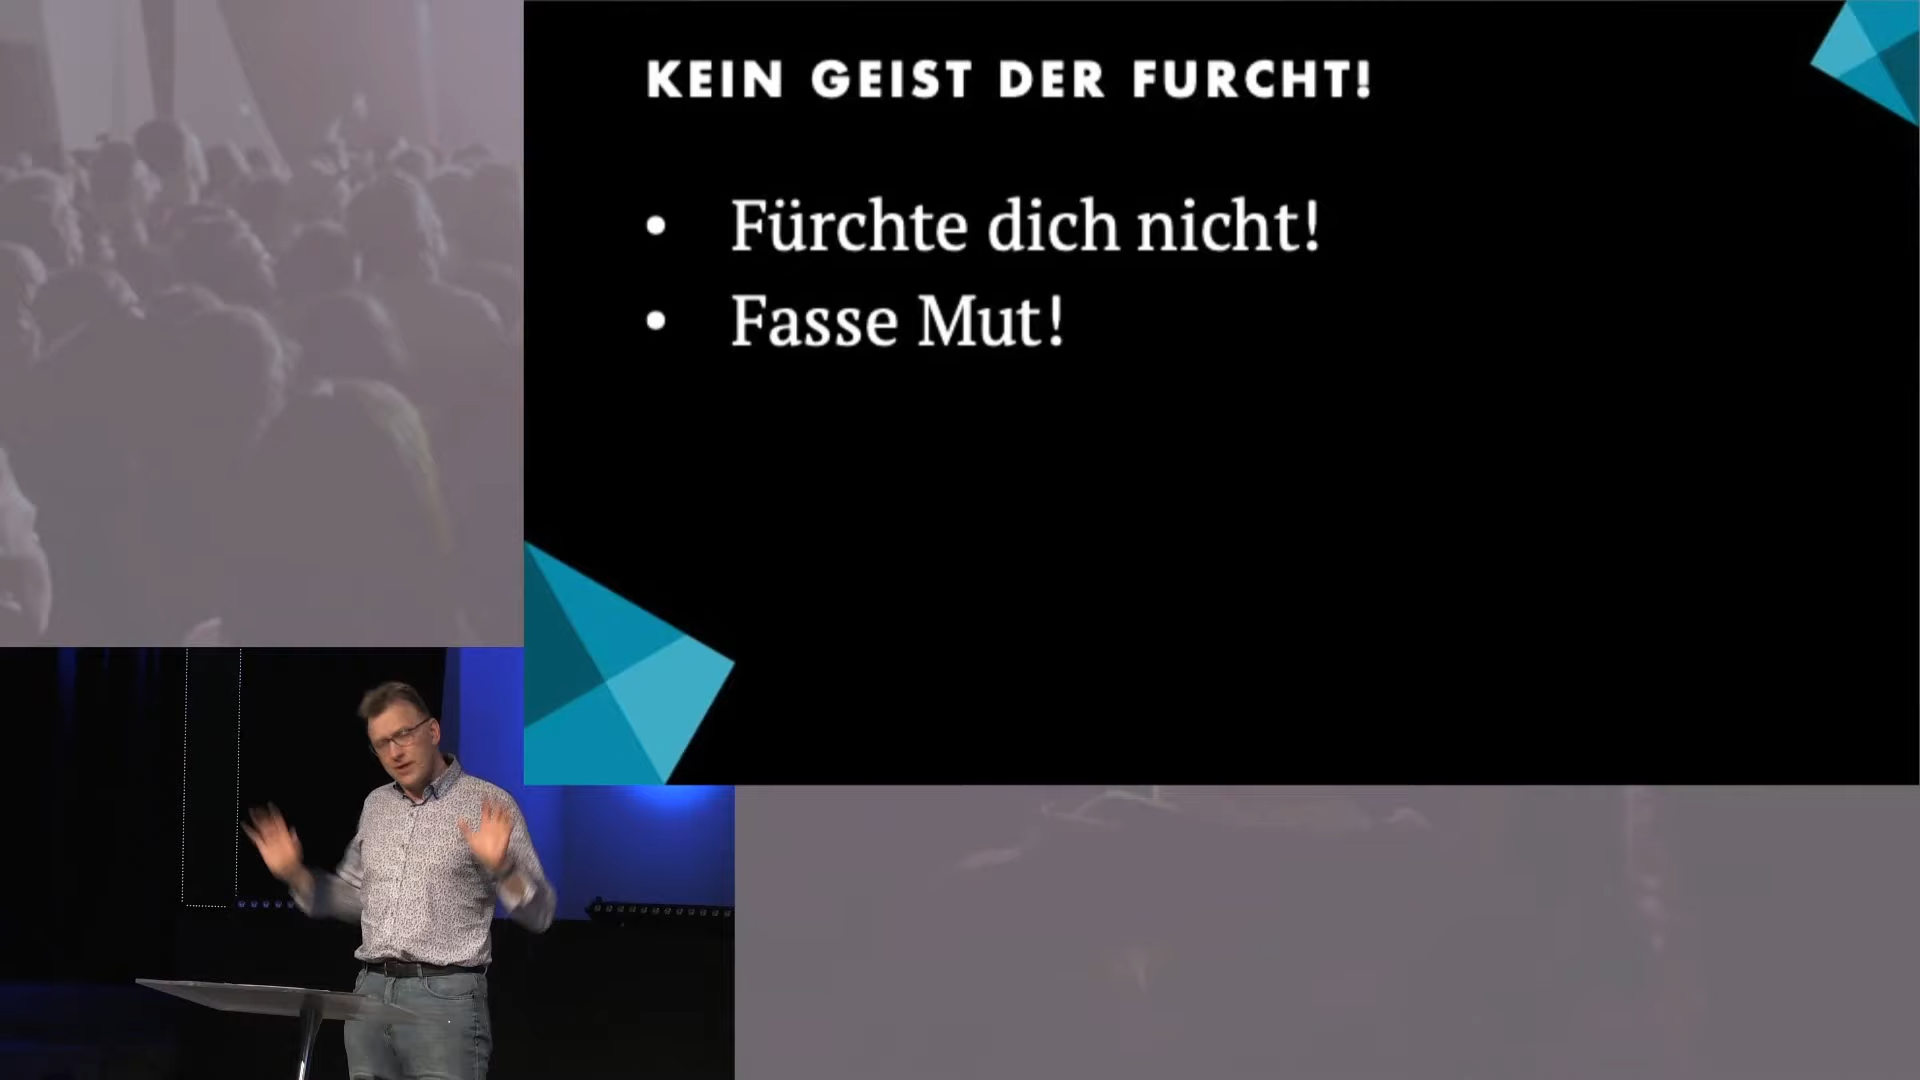 KEIN GEIST DER FURCHT!
• Fürchte dich nicht!
• Fasse Mut!